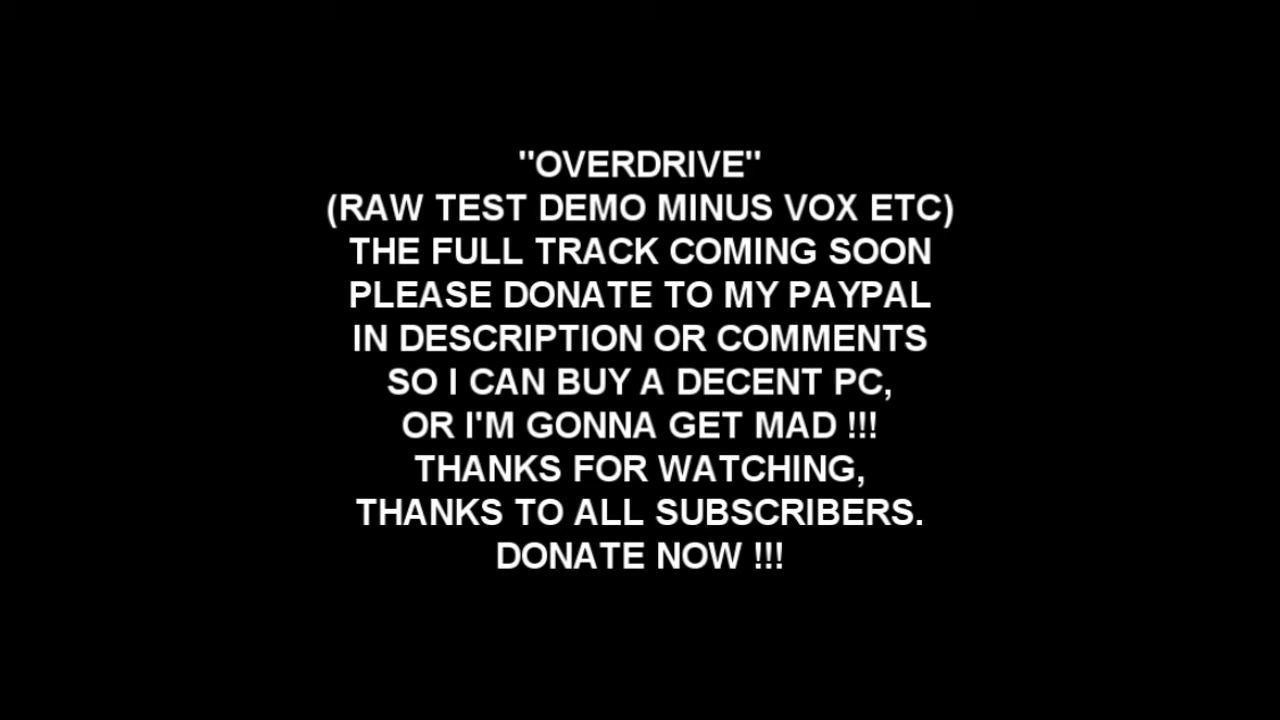 "OVERDRIVE"
(RAW TEST DEMO MINUS VOX ETC)
THE FULL TRACK COMING SOON
PLEASE DONATE TO MY PAYPAL
IN DESCRIPTION OR COMMENTS
SO I CAN BUY A DECENT PC,
OR I'M GONNA GET MAD !!!
THANKS FOR WATCHING,
THANKS TO ALL SUBSCRIBERS.
DONATE NOW !!!